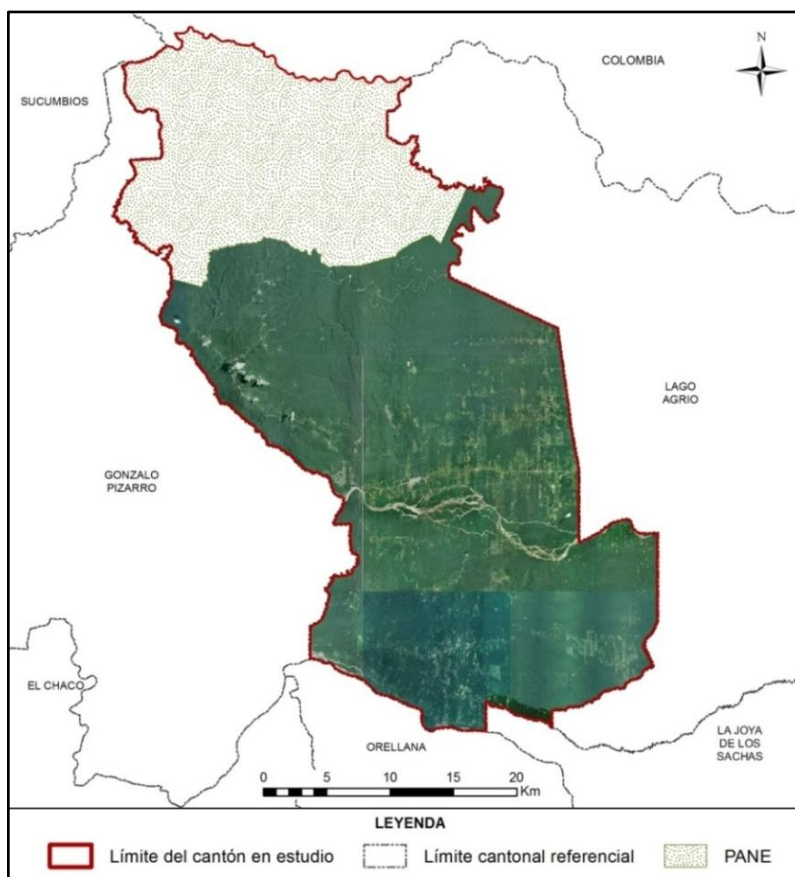 N
COLOMBIA
SUCUMBIOS
LAGO
AGRIO
GONZALO
PIZARRO
EL CHACO
ORELLANA
LA JOYA
DE LOS
SACHAS
0 5 10 15 20
Km
LEYENDA
Límite del cantón en estudio
Límite cantonal referencial
PANE